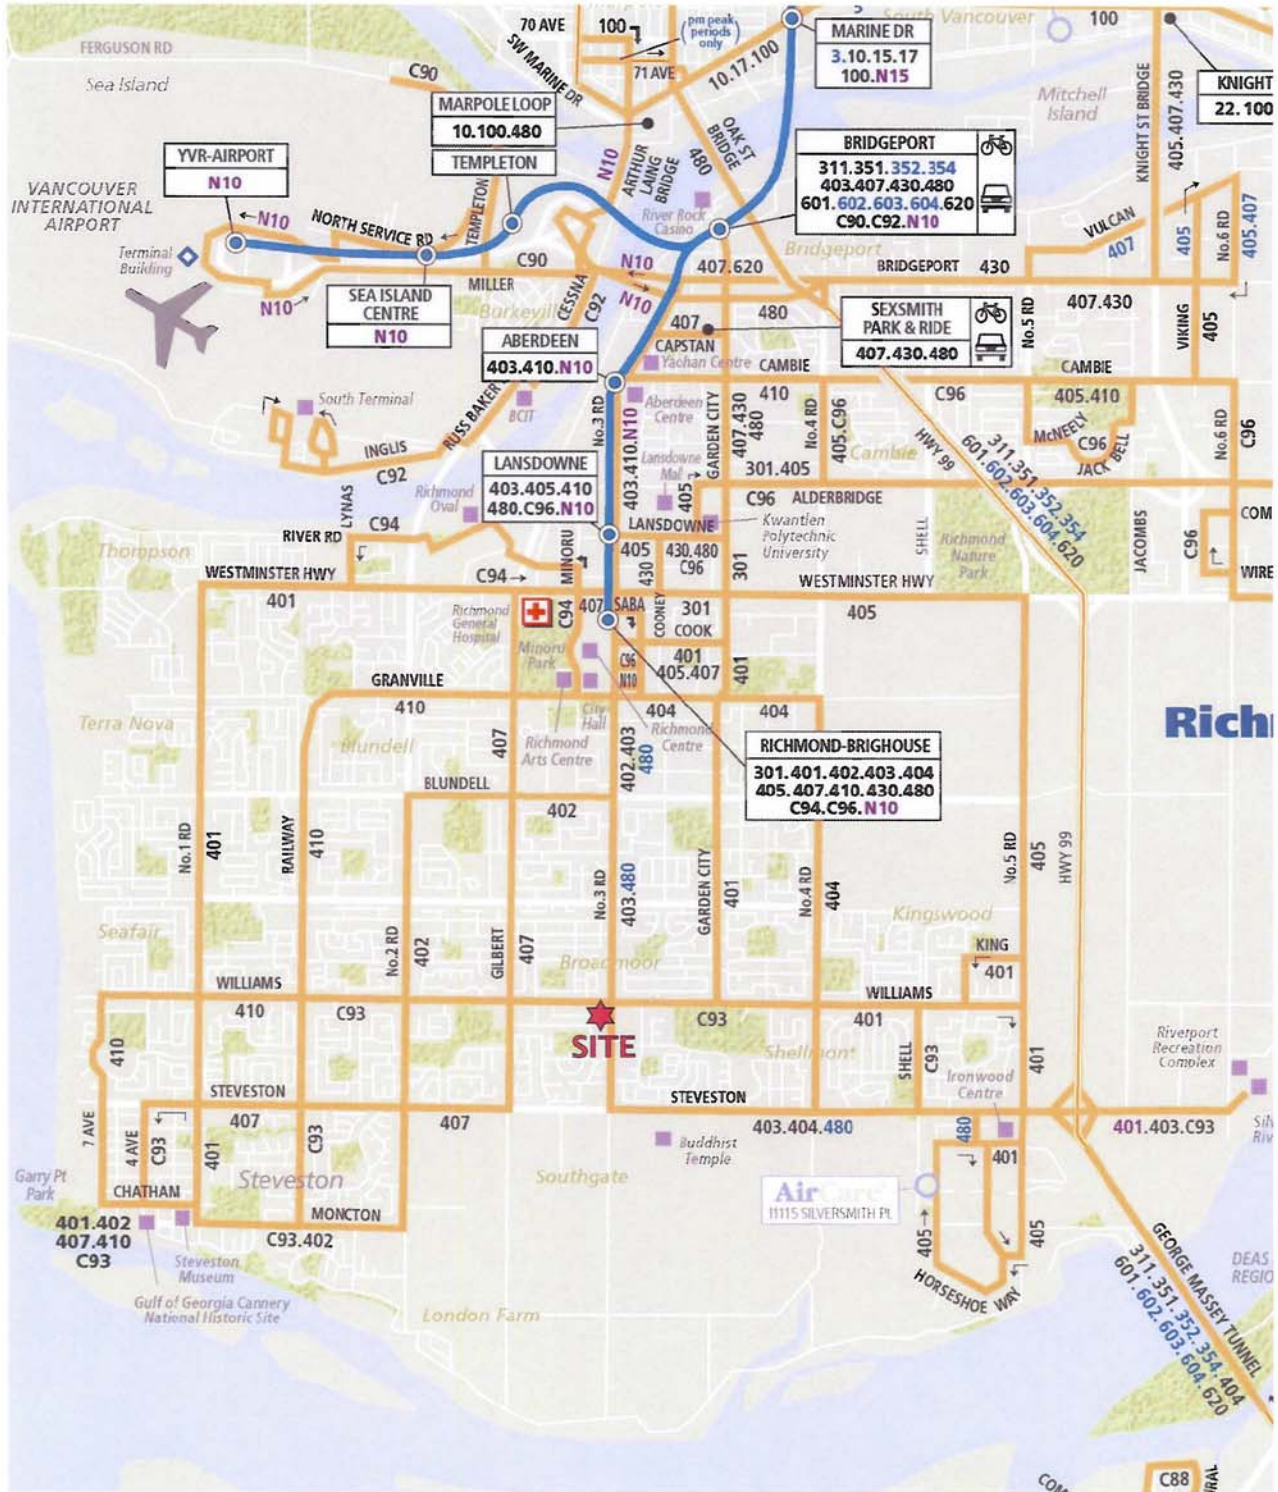 70 AVE
100
pm peak
periods
only
South Vancouver
100
MARINE DR
3.10.15.17
100.N15
FERGUSON RD
Sea Island
C90
SW MARINE DR
71 AVE
10.17.100
MARPOLE LOOP
10.100.480
TEMPLETON
OAK ST
BRIDGE
480
Mitchell
Island
KNIGHT ST BRIDGE
405.407.430
KNIGHT
22.100
YVR-AIRPORT
N10
N10
ARTHUR
LAING
BRIDGE
BRIDGEPORT
311.351.352.354
403.407.430.480
601.602.603.604.620
C90.C92.N10
VANCOUVER
INTERNATIONAL
AIRPORT
N10
NORTH SERVICE RD
TEMPLETON
River Rock
Casino
Bridgeport
VULCAN
407
405
No.6 RD
405.407
Terminal
Building
C90
N10
407.620
BRIDGEPORT 430
N10
MILLER
Burkeville
CESSNA
C92
N10
SEA ISLAND
CENTRE
N10
480
407
CAPSTAN
SEXSMITH
PARK & RIDE
407.430.480
No.5 RD
407.430
VIKING
405
ABERDEEN
403.410.N10
Yaohan Centre
CAMBIE
CAMBIE
South Terminal
BCIT
RUSS BAKER
No.3 RD
403.410.N10
Aberdeen
Centre
GARDEN CITY
407.430
480
410
No.4 RD
405.C96
C96
405.410
McNEELY
C96
JACK BELL
No.6 RD
C96
INGLIS
C92
LANSDOWNE
403.405.410
480.C96.N10
Lansdowne
Mall
405
301.405
Cambie
HWY 99
311.351.352.354
601.602.603.604.620
Richmond
Oval
C96
ALDERBRIDGE
LYNAS
C94
RIVER RD
LANSDOWNE
Kwantlen
Polytechnic
University
SHELL
Richmond
Nature
Park
JACOMBS
C96
COM
WIRE
Thompson
WESTMINSTER HWY
401
C94
MINORU
405
430
430.480
C96
301
WESTMINSTER HWY
405
Richmond
General
Hospital
C94
407
SABA
COONEY
301
COOK
Minoru
Park
C96
N10
401
405.407
401
GRANVILLE
410
404
404
City
Hall
Richmond
Centre
Richmond
Arts Centre
Terra Nova
Blundell
407
402.403
480
RICHMOND-BRIGHOUSE
301.401.402.403.404
405.407.410.430.480
C94.C96.N10
Rich
BLUNDELL
402
No.1 RD
401
RAILWAY
410
No.3 RD
403.480
GARDEN CITY
401
No.4 RD
404
No.5 RD
405
HWY 99
Seafair
No.2 RD
402
GILBERT
407
Broadmoor
Kingswood
KING
401
WILLIAMS
410
C93
WILLIAMS
C93
401
SITE
410
Shellmont
SHELL
C93
Ironwood
Centre
401
Riverport
Recreation
Complex
STEVESTON
407
407
STEVESTON
403.404.480
480
401.403.C93
Sil
Riv
7 AVE
4 AVE
C93
401
C93
Buddhist
Temple
401
Garry Pt
Park
CHATHAM
Steveston
Southgate
AirCare
11115 SILVERSMITH PL
401.402
407.410
C93
MONCTON
C93.402
405
405
Steveston
Museum
Gulf of Georgia Cannery
National Historic Site
HORSESHOE WAY
GEORGE MASSEY TUNNEL
311.351.352.354.404
601.602.603.604.620
DEAS
REGIO
London Farm
C88
COM
URAL